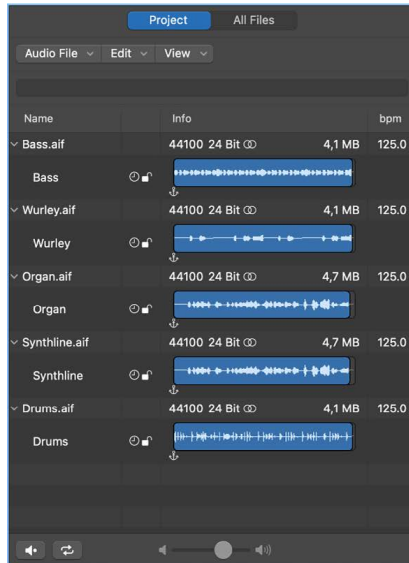 Project All Files
Audio File Edit View
Name Info bpm
Bass.aif 44100 24 Bit 4,1 MB 125.0
Bass
Wurley.aif 44100 24 Bit 4,1 MB 125.0
Wurley
Organ.aif 44100 24 Bit 4,7 MB 125.0
Organ
Synthline.aif 44100 24 Bit 4,7 MB 125.0
Synthline
Drums.aif 44100 24 Bit 4,1 MB 125.0
Drums